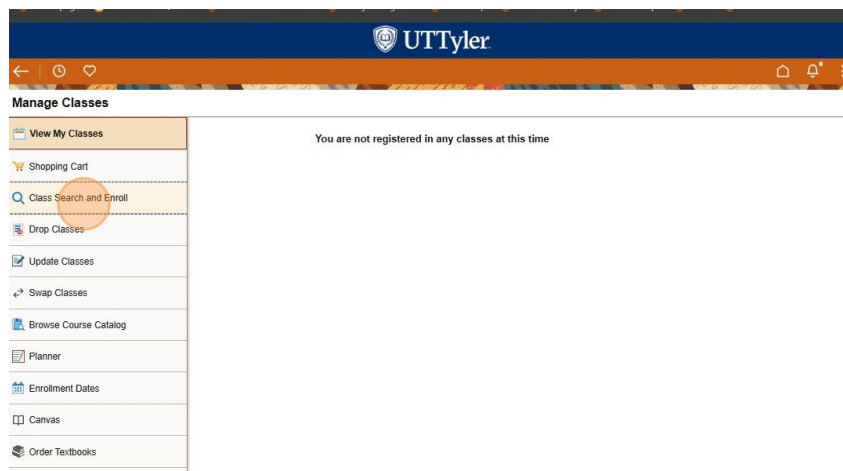 UTTyler
Manage Classes
View My Classes
You are not registered in any classes at this time
Shopping Cart
Class Search and Enroll
Drop Classes
Update Classes
Swap Classes
Browse Course Catalog
Planner
Enrollment Dates
Canvas
Order Textbooks